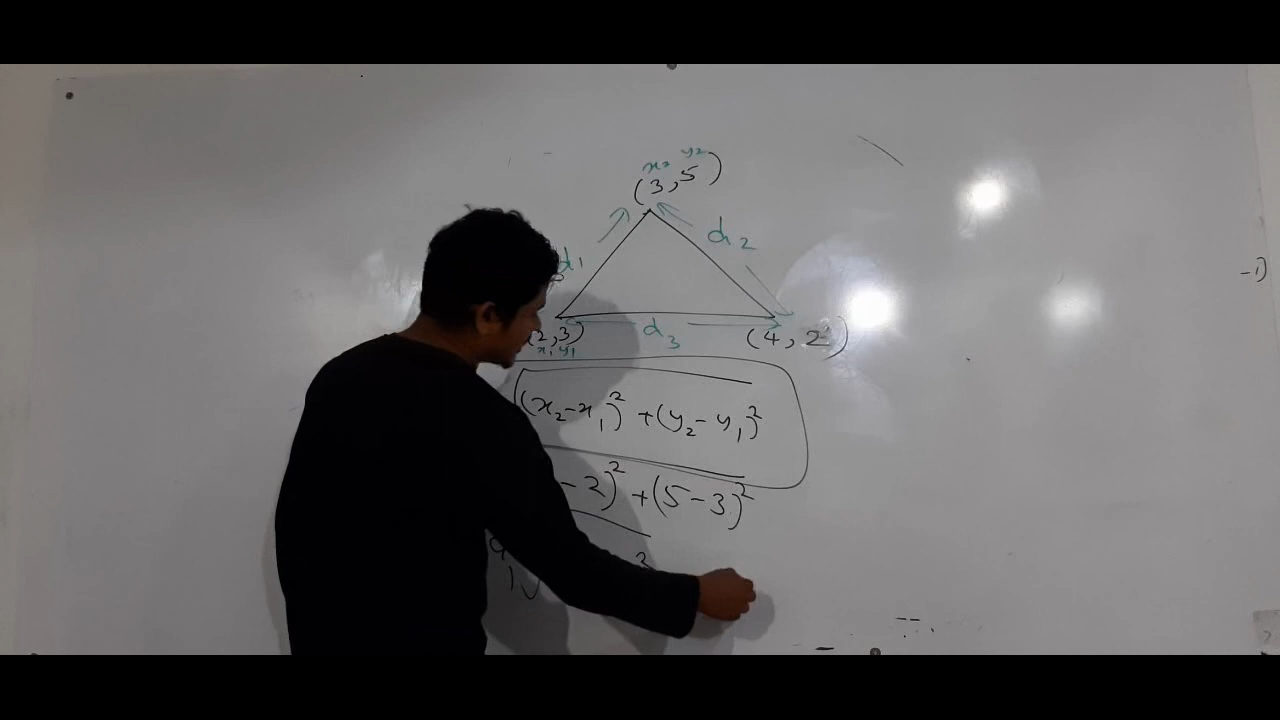 x₂ y₂
(3, 5)
d₁ d₂
-1)
(2, 3) d₃ (4, 2)
x₁ y₁
(x₂-x₁)² + (y₂-y₁)²
-2)² + (5-3)²